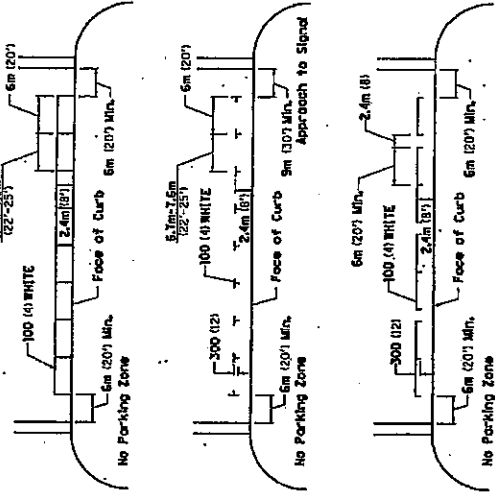 6m (20')
(22'-25')
100 (4) WHITE
2.4m (8')
Face of Curb
6m (20') Min.
6m (20') Min.
No Parking Zone
6m (20')
6.7m-7.6m
(22'-25')
100 (4) WHITE
300 (12)
2.4m (8')
Face of Curb
9m (30') Min.
Approach to Signal
6m (20') Min.
No Parking Zone
2.4m (8)
6m (20') Min.
100 (4) WHITE
300 (12)
2.4m (8')
Face of Curb
6m (20') Min.
6m (20') Min.
No Parking Zone